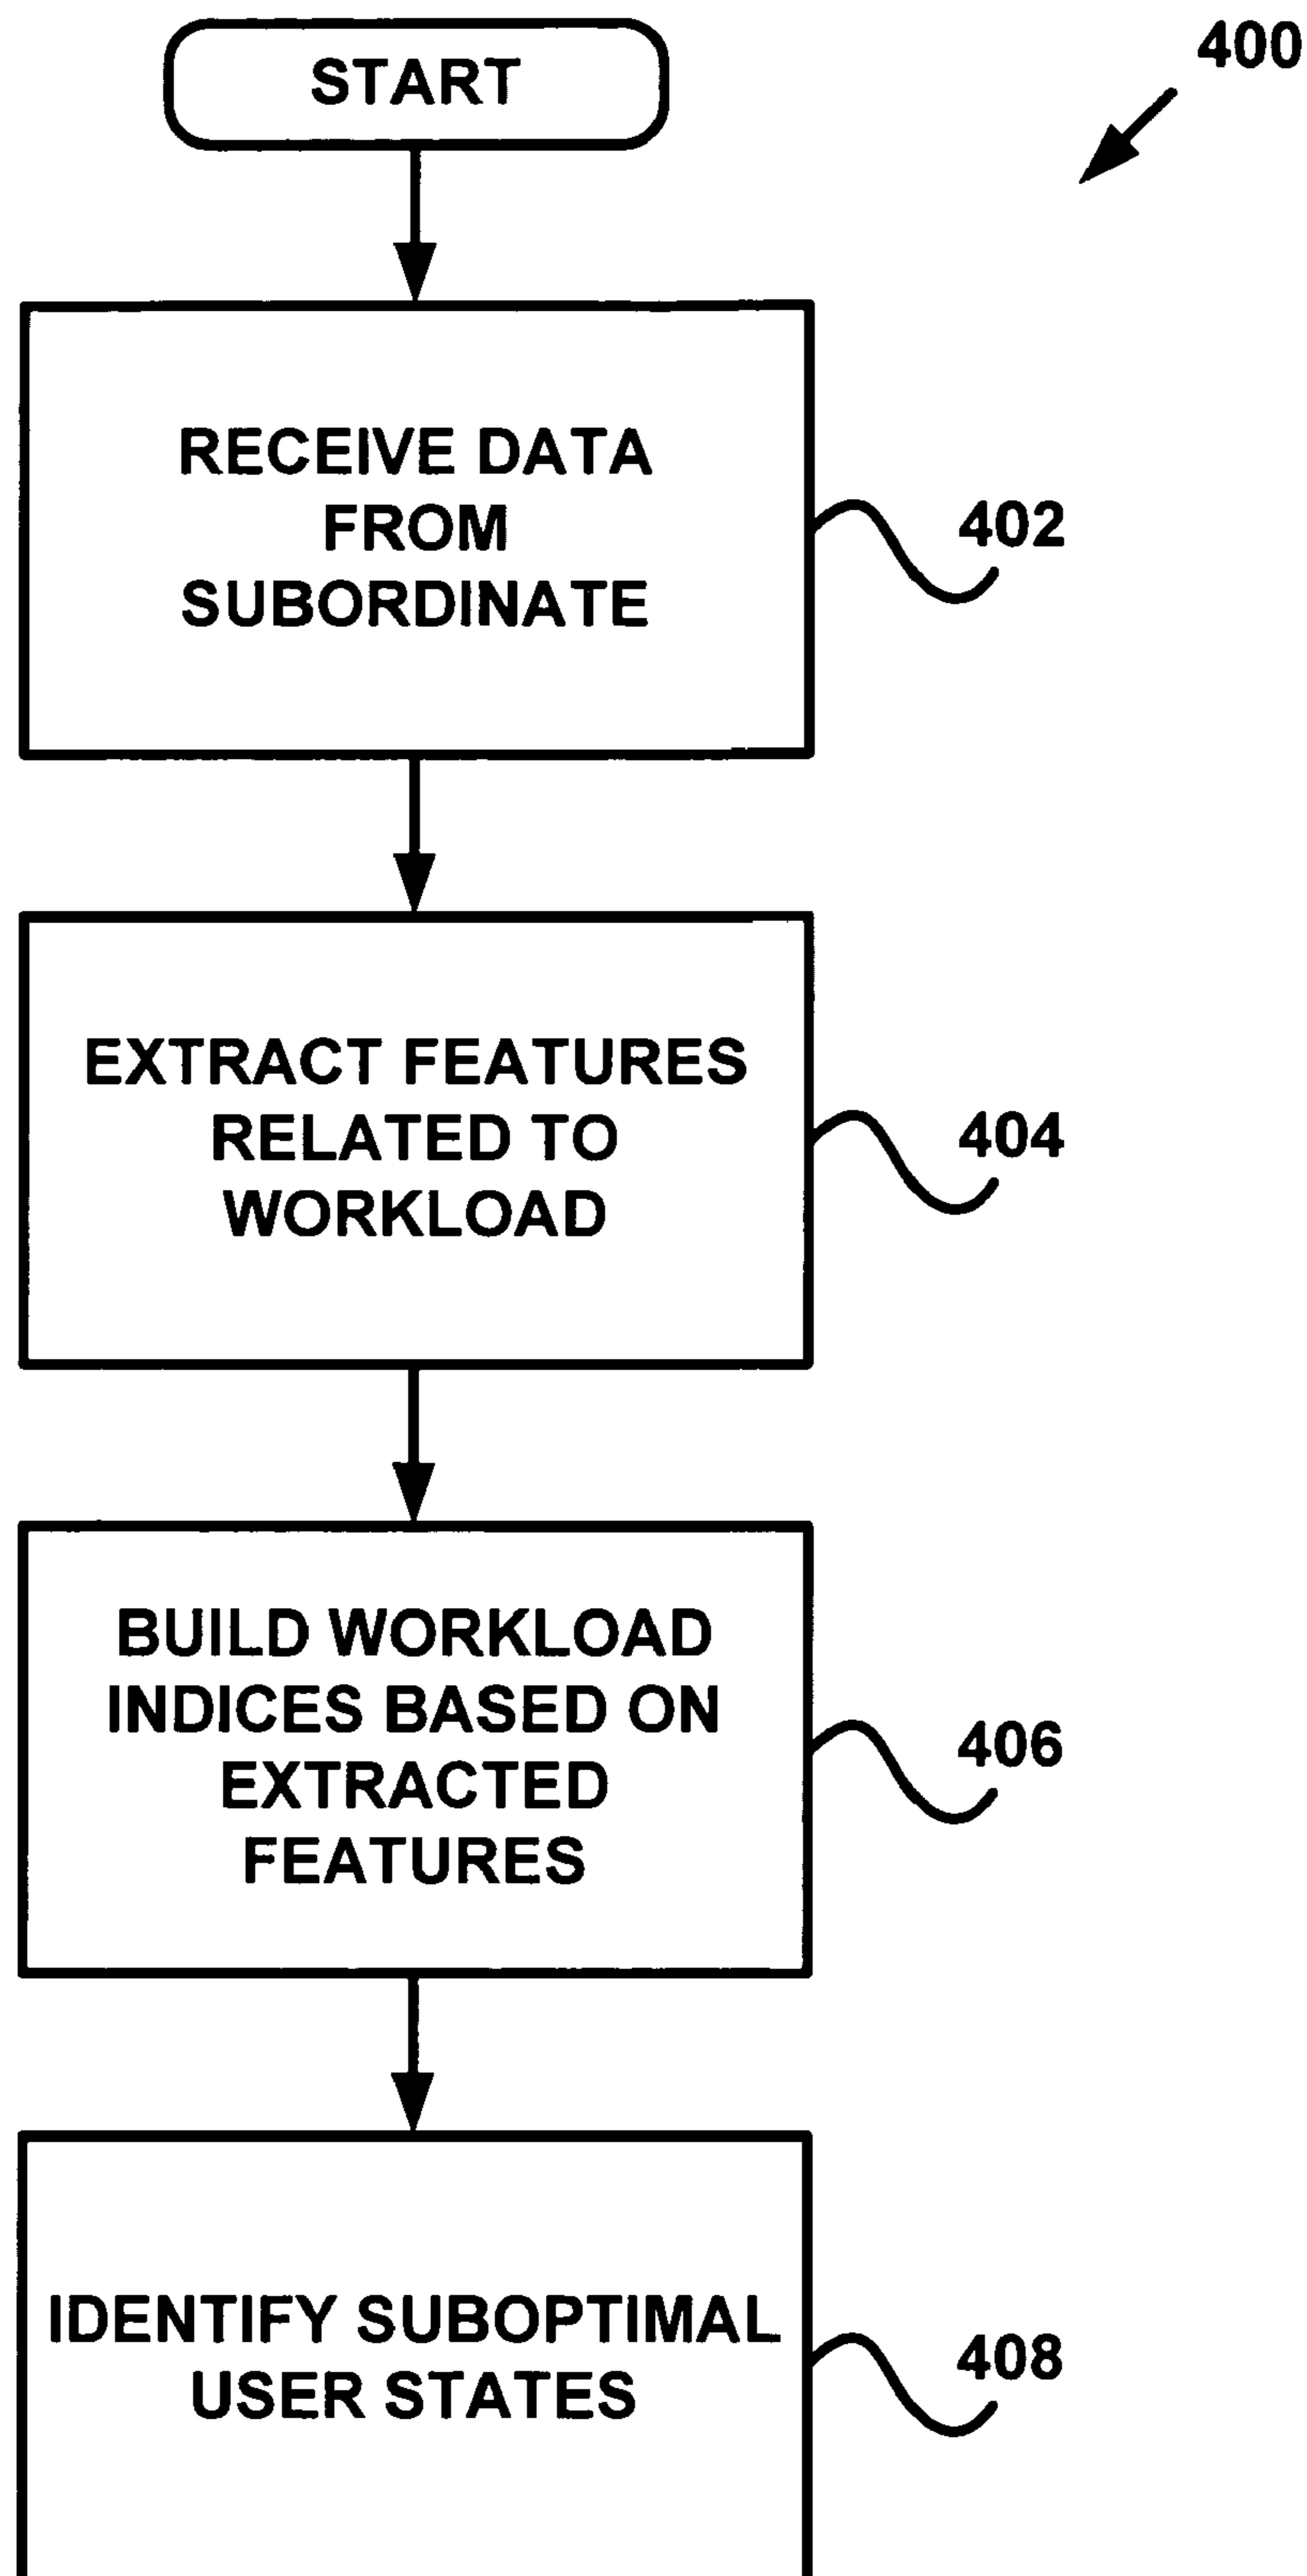 START
400
RECEIVE DATA
FROM
SUBORDINATE
402
EXTRACT FEATURES
RELATED TO
WORKLOAD
404
BUILD WORKLOAD
INDICES BASED ON
EXTRACTED
FEATURES
406
IDENTIFY SUBOPTIMAL
USER STATES
408